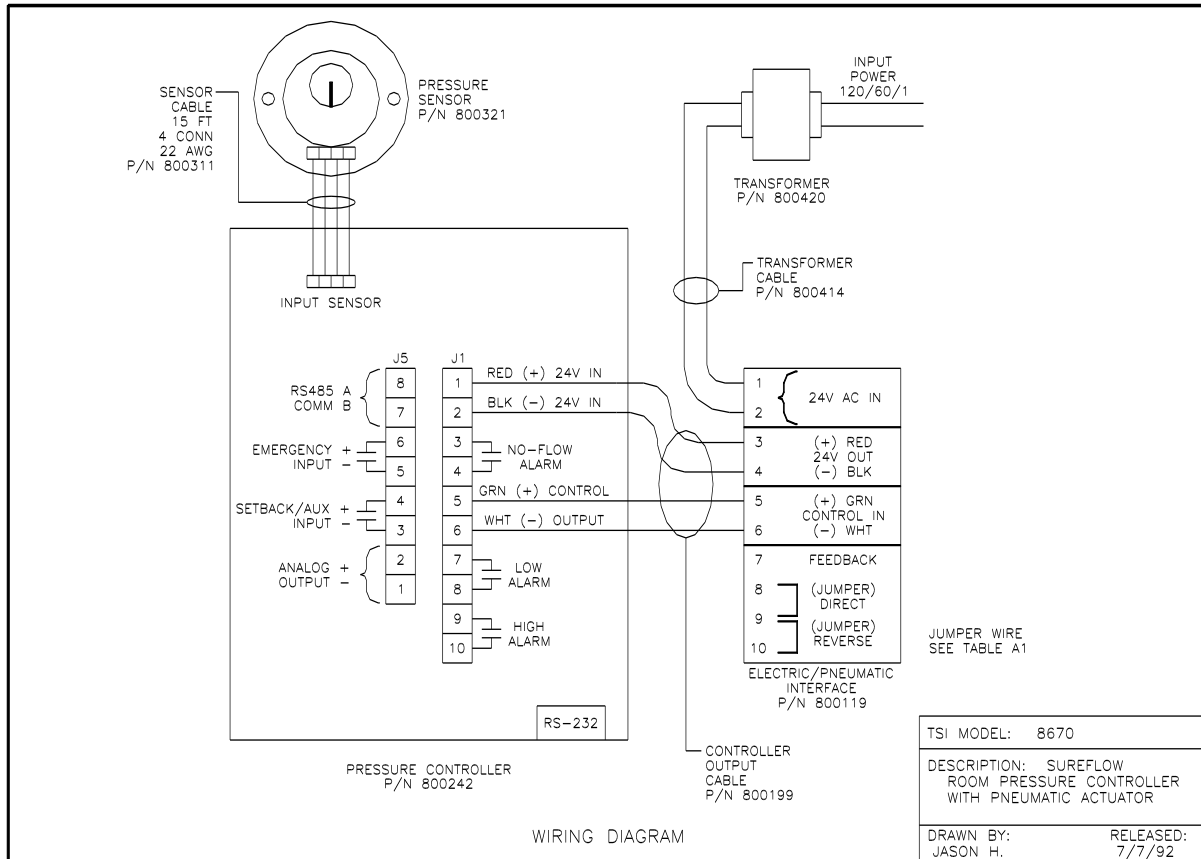 SENSOR
CABLE
15 FT
4 CONN
22 AWG
P/N 800311
PRESSURE
SENSOR
P/N 800321
INPUT
POWER
120/60/1
TRANSFORMER
P/N 800420
TRANSFORMER
CABLE
P/N 800414
INPUT SENSOR
J5
8
7
6
5
4
3
2
1
RS485 A
COMM B
EMERGENCY +
INPUT -
SETBACK/AUX +
INPUT -
ANALOG +
OUTPUT -
J1
1
2
3
4
5
6
7
8
9
10
RED (+) 24V IN
BLK (-) 24V IN
NO-FLOW
ALARM
GRN (+) CONTROL
WHT (-) OUTPUT
LOW
ALARM
HIGH
ALARM
RS-232
PRESSURE CONTROLLER
P/N 800242
1
2
24V AC IN
3
4
(+) RED
24V OUT
(-) BLK
5
6
(+) GRN
CONTROL IN
(-) WHT
7 FEEDBACK
8
9
10
(JUMPER)
DIRECT
(JUMPER)
REVERSE
ELECTRIC/PNEUMATIC
INTERFACE
P/N 800119
JUMPER WIRE
SEE TABLE A1
CONTROLLER
OUTPUT
CABLE
P/N 800199
WIRING DIAGRAM
TSI MODEL: 8670
DESCRIPTION: SUREFLOW
ROOM PRESSURE CONTROLLER
WITH PNEUMATIC ACTUATOR
DRAWN BY:
JASON H.
RELEASED:
7/7/92